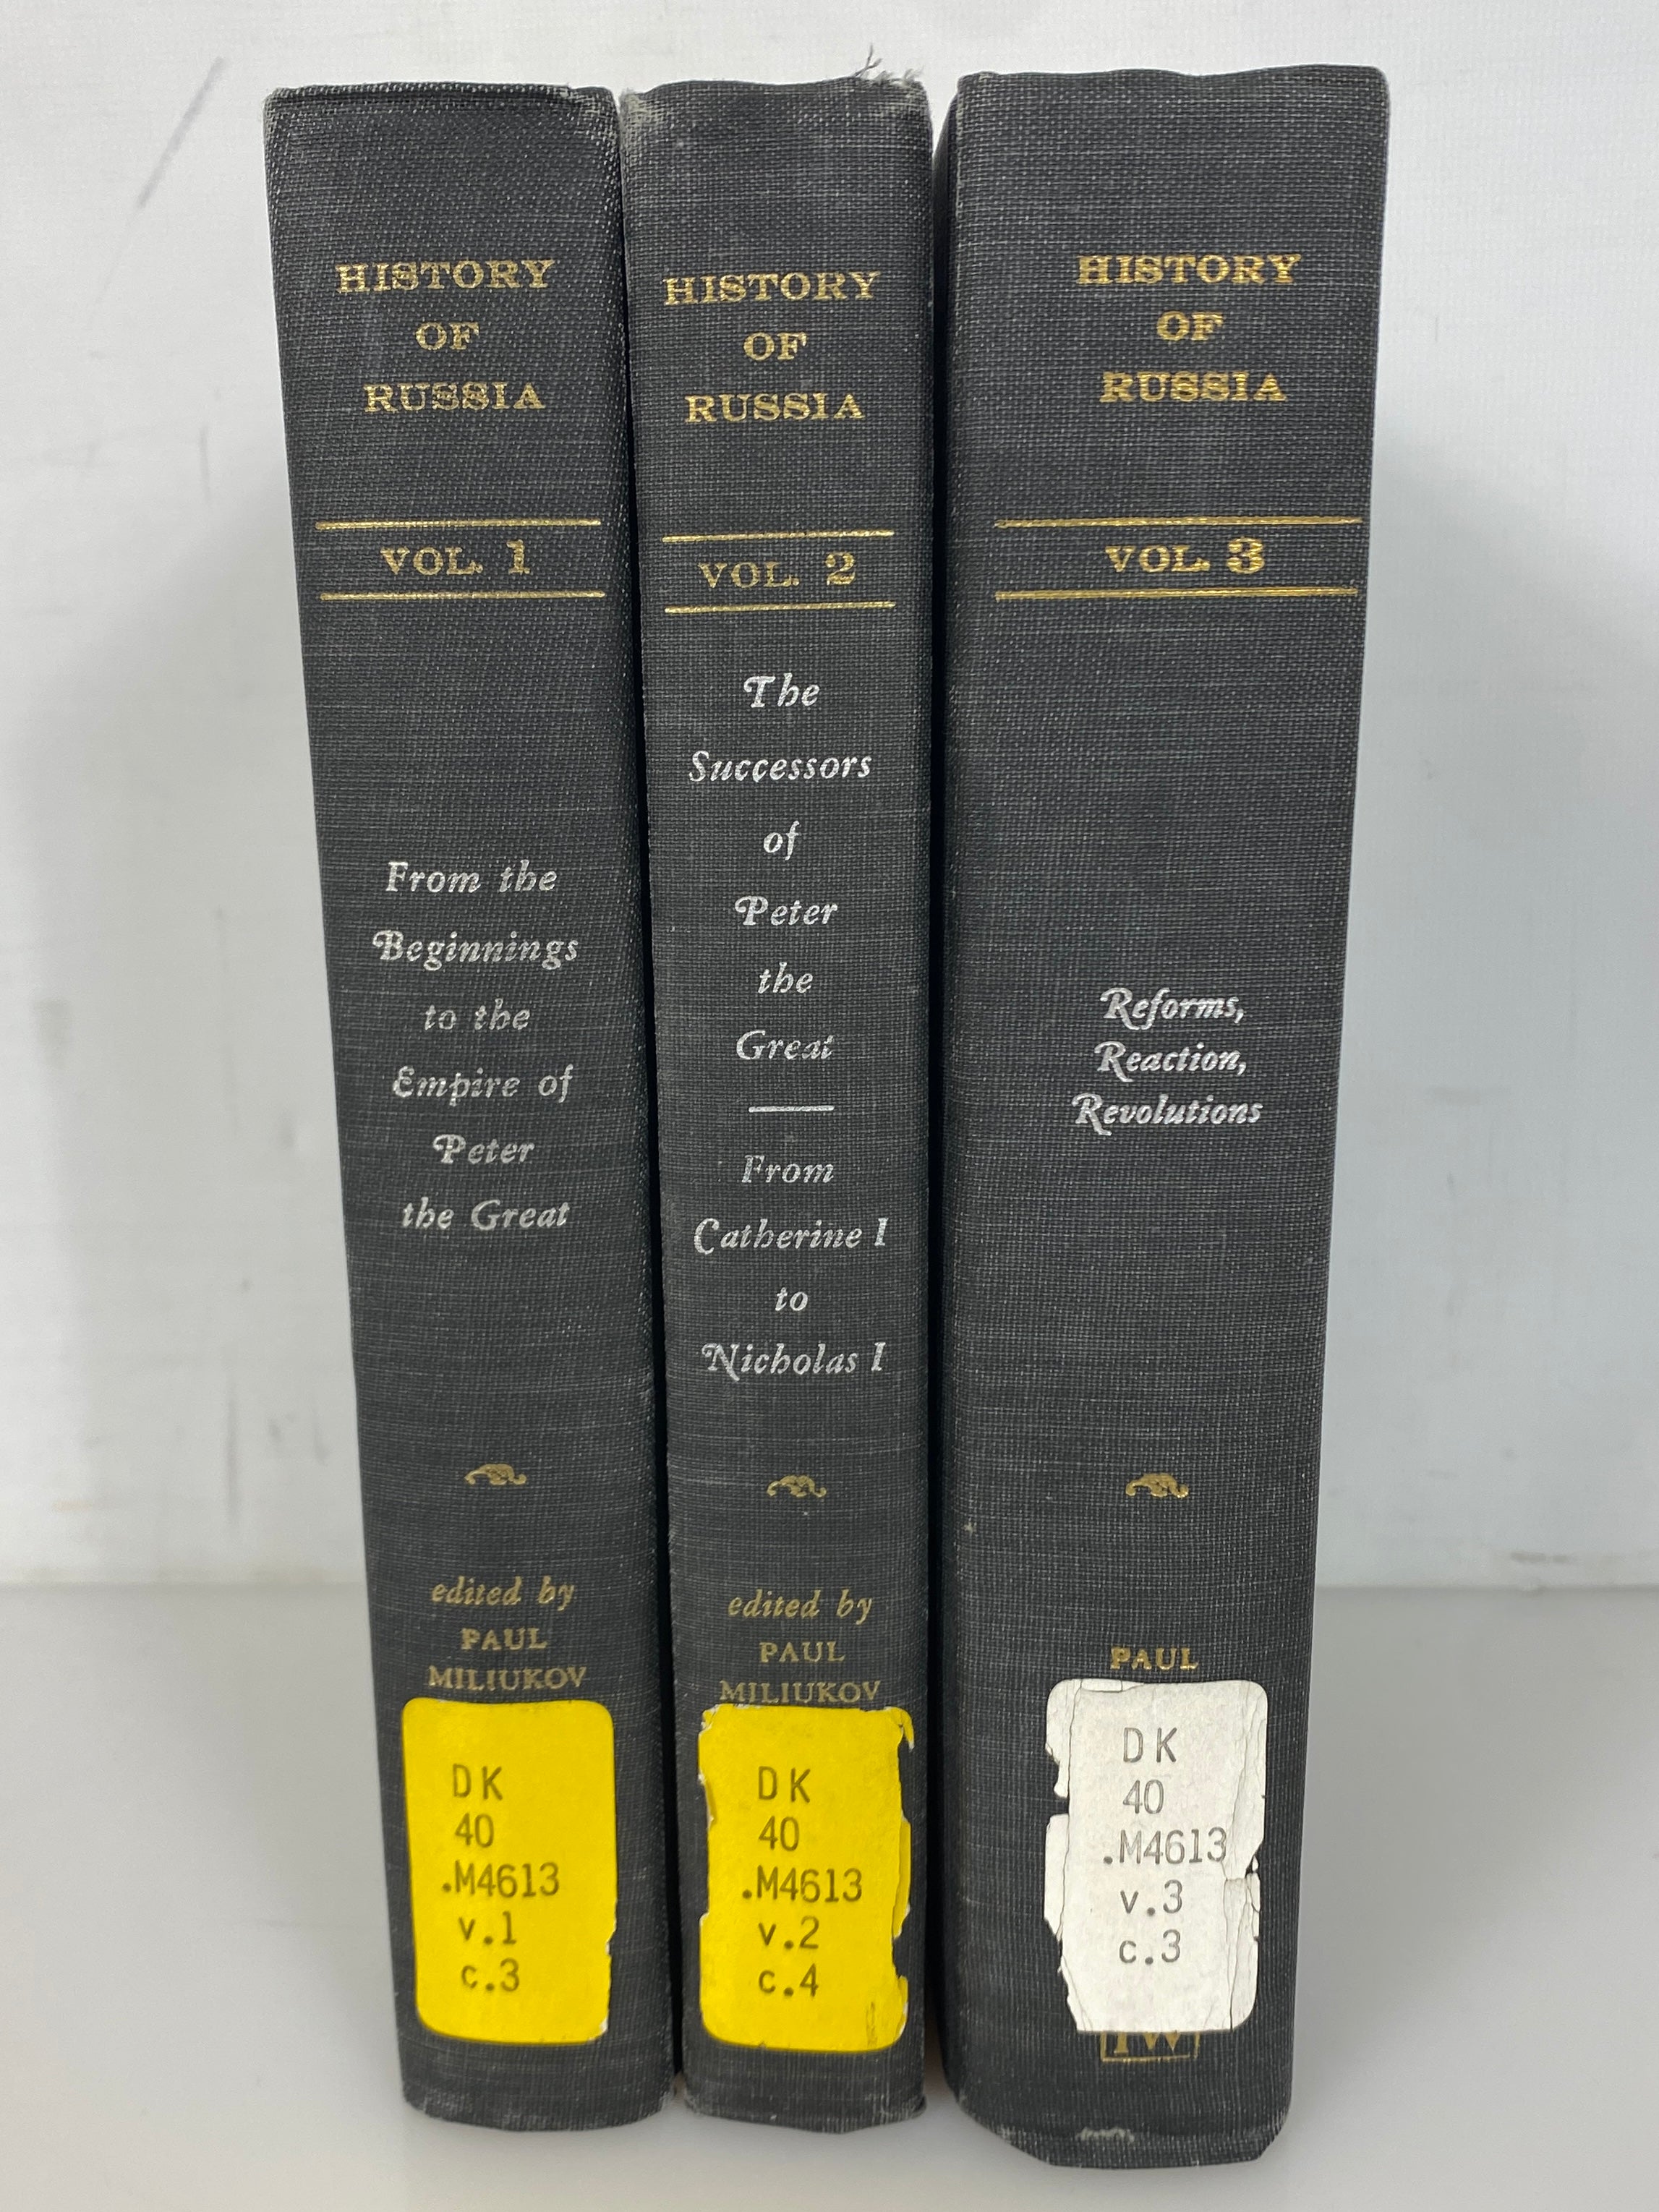 HISTORY
OF
RUSSIA
VOL. 1
From the
Beginnings
to the
Empire of
Peter
the Great
edited by
PAUL
MILIUKOV
DK
40
.M4613
v.1
c.3
HISTORY
OF
RUSSIA
VOL. 2
The
Successors
of
Peter
the
Great
From
Catherine I
to
Nicholas I
edited by
PAUL
MILIUKOV
DK
40
.M4613
v.2
c.4
HISTORY
OF
RUSSIA
VOL. 3
Reforms,
Reaction,
Revolutions
PAUL
DK
40
.M4613
v.3
c.3